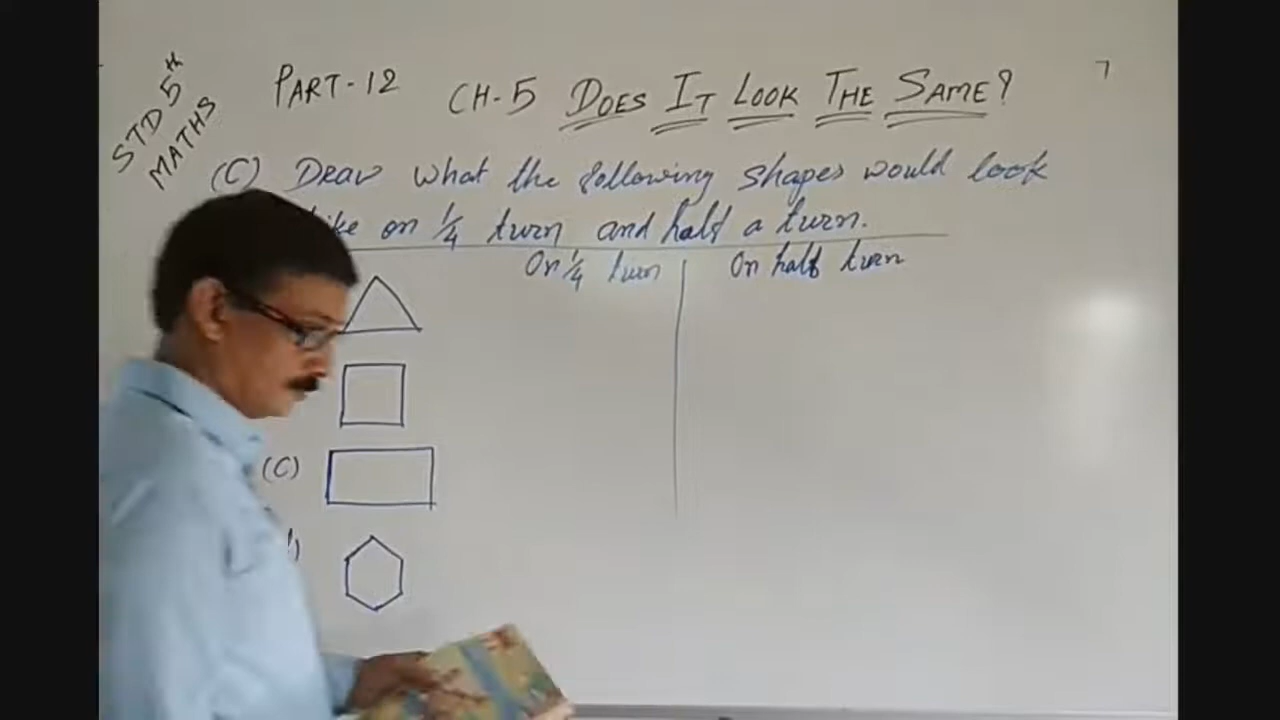 STD 5th
MATHS
PART-12 CH-5 DOES IT LOOK THE SAME?
(C) Draw what the following shapes would look
like on 1/4 turn and half a turn.
On 1/4 turn On half turn
(C)